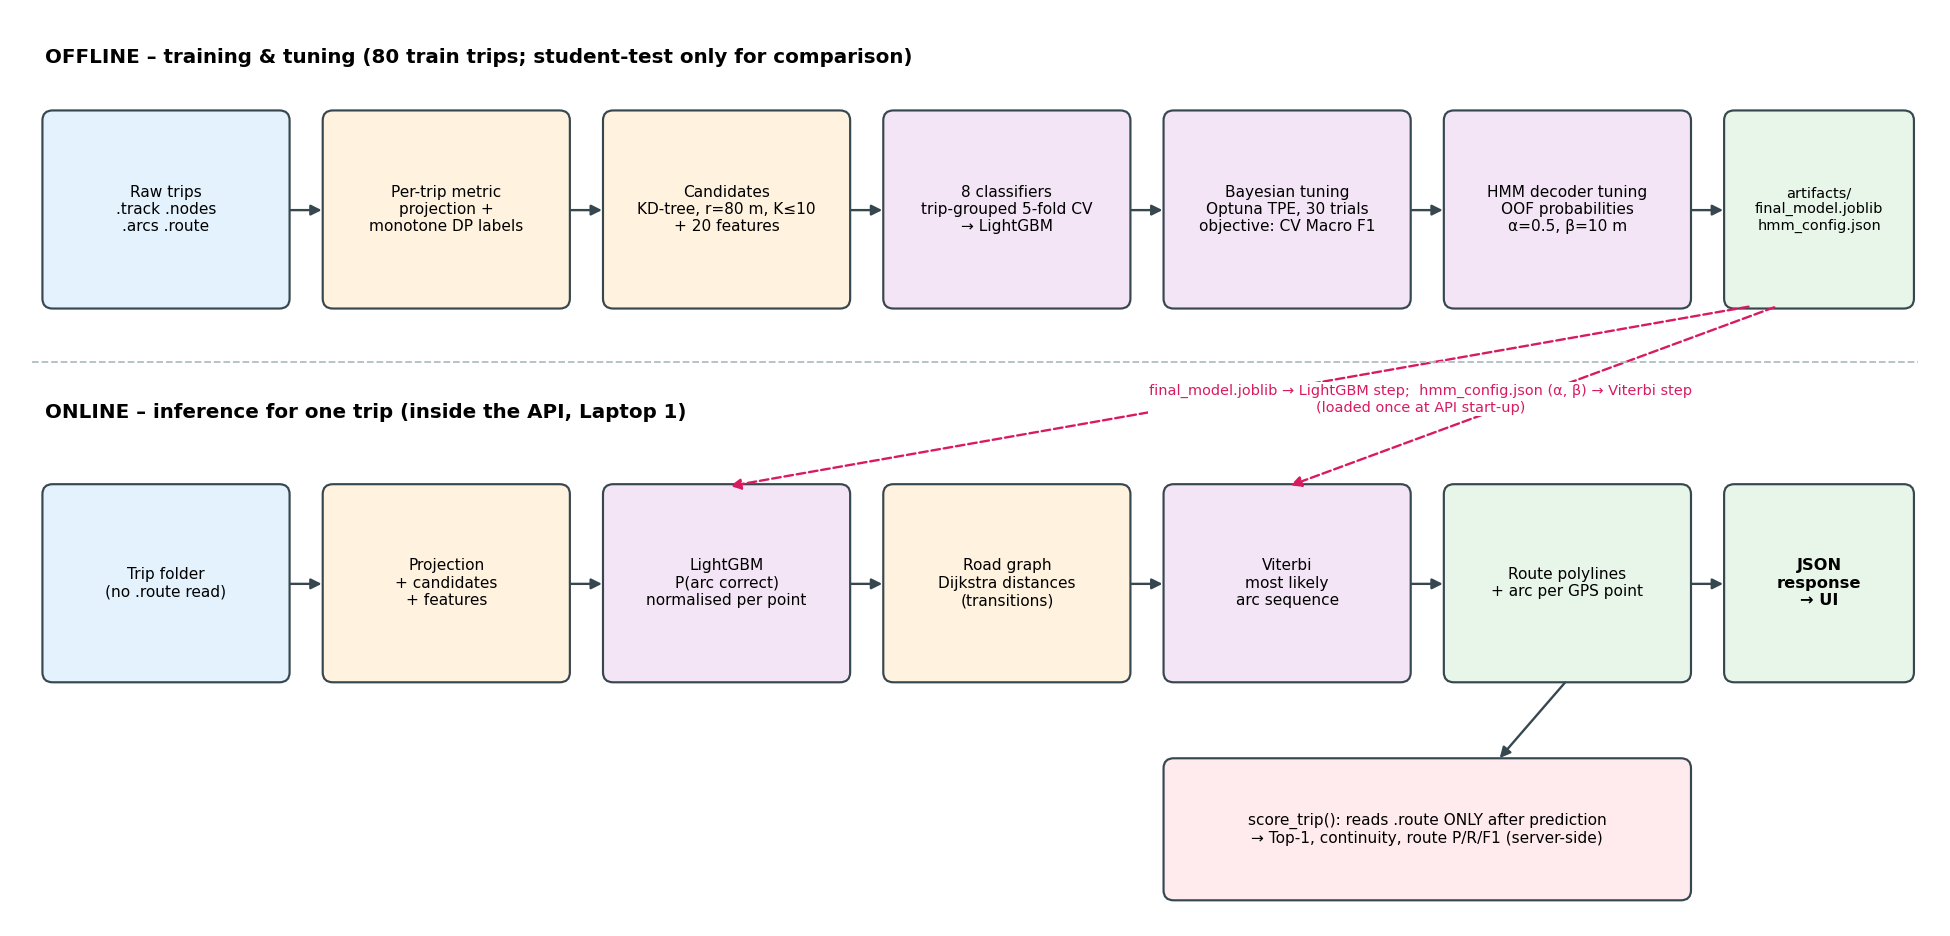 OFFLINE – training & tuning (80 train trips; student-test only for comparison)
Raw trips
.track .nodes
.arcs .route
Per-trip metric
projection +
monotone DP labels
Candidates
KD-tree, r=80 m, K≤10
+ 20 features
8 classifiers
trip-grouped 5-fold CV
→ LightGBM
Bayesian tuning
Optuna TPE, 30 trials
objective: CV Macro F1
HMM decoder tuning
OOF probabilities
α=0.5, β=10 m
artifacts/
final_model.joblib
hmm_config.json
final_model.joblib → LightGBM step;  hmm_config.json (α, β) → Viterbi step
(loaded once at API start-up)
ONLINE – inference for one trip (inside the API, Laptop 1)
Trip folder
(no .route read)
Projection
+ candidates
+ features
LightGBM
P(arc correct)
normalised per point
Road graph
Dijkstra distances
(transitions)
Viterbi
most likely
arc sequence
Route polylines
+ arc per GPS point
JSON
response
→ UI
score_trip(): reads .route ONLY after prediction
→ Top-1, continuity, route P/R/F1 (server-side)